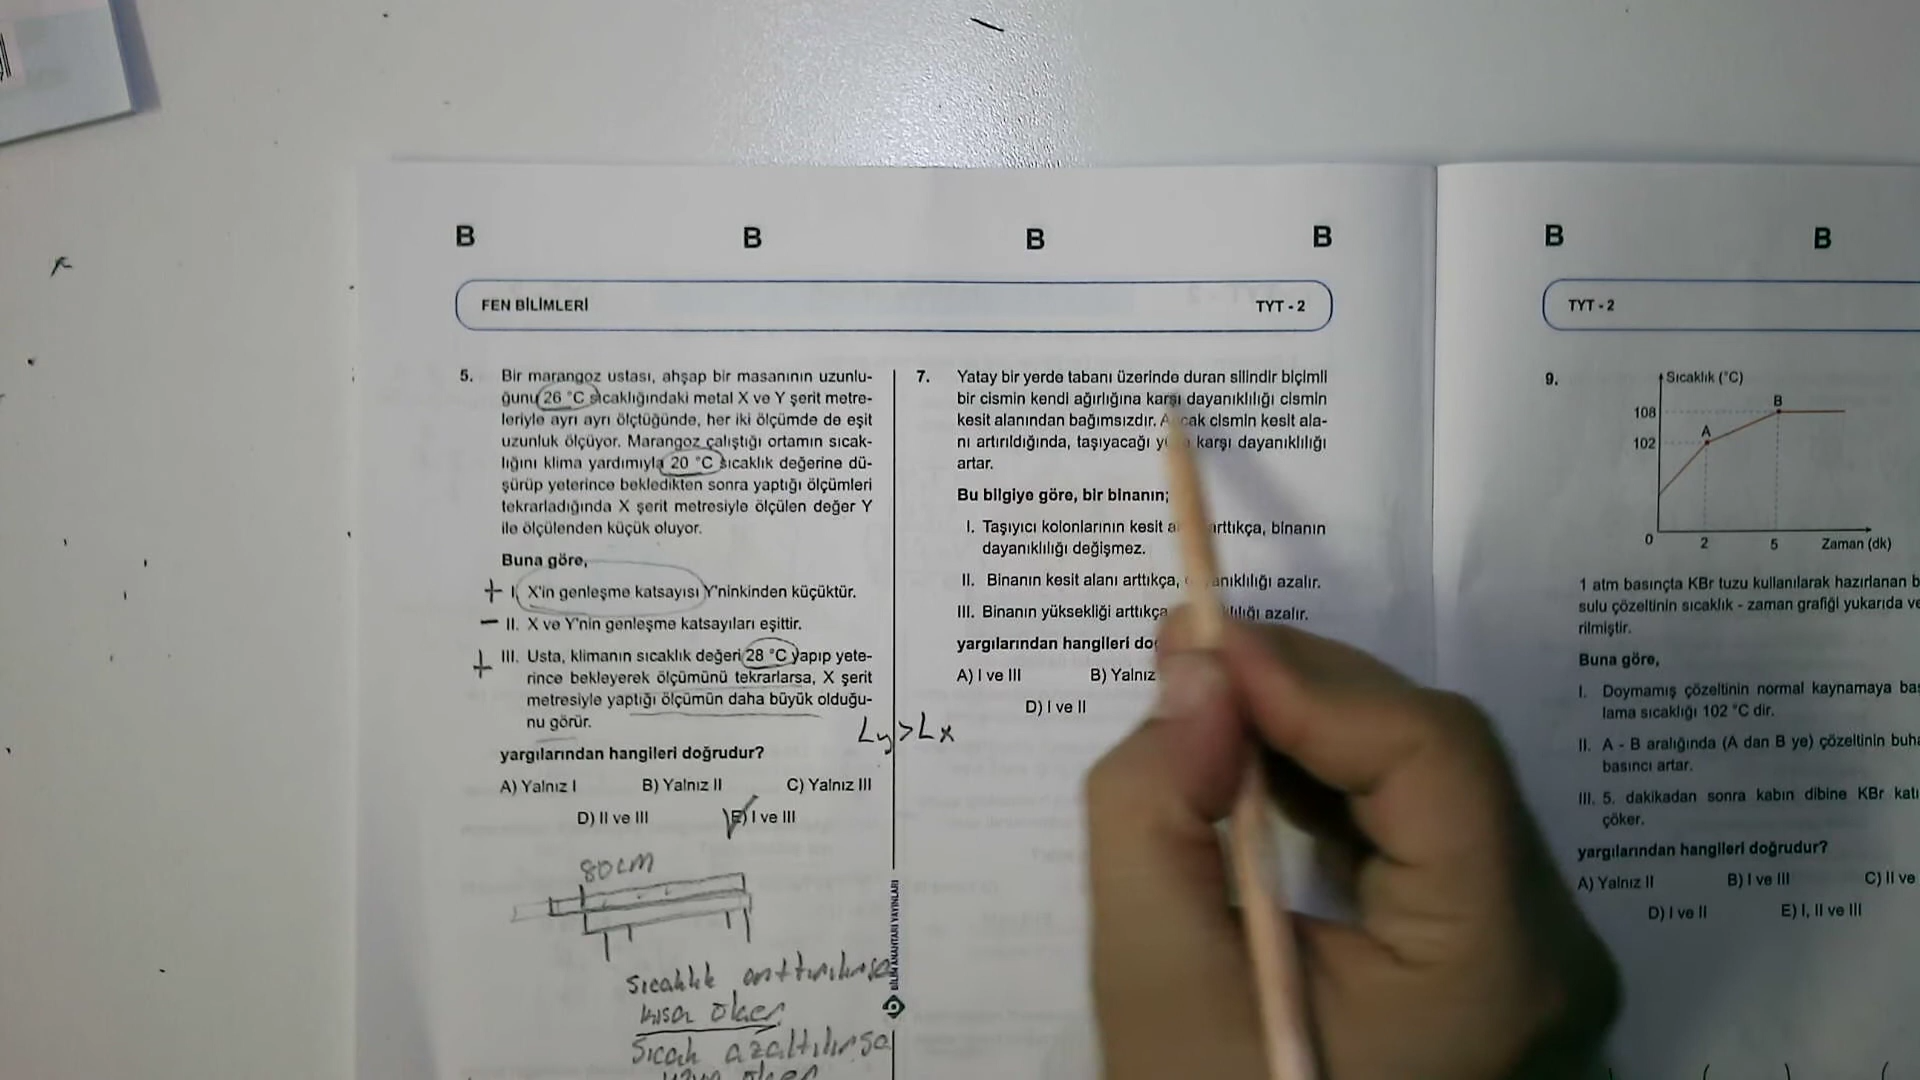 B B B B
FEN BİLİMLERİ TYT - 2
5. Bir marangoz ustası, ahşap bir masanının uzunlu-
ğunu 26 °C sıcaklığındaki metal X ve Y şerit metre-
leriyle ayrı ayrı ölçtüğünde, her iki ölçümde de eşit
uzunluk ölçüyor. Marangoz çalıştığı ortamın sıcak-
lığını klima yardımıyla 20 °C sıcaklık değerine dü-
şürüp yeterince bekledikten sonra yaptığı ölçümleri
tekrarladığında X şerit metresiyle ölçülen değer Y
ile ölçülenden küçük oluyor.
Buna göre,
+ I. X'in genleşme katsayısı Y'ninkinden küçüktür.
- II. X ve Y'nin genleşme katsayıları eşittir.
+ III. Usta, klimanın sıcaklık değeri 28 °C yapıp yete-
rince bekleyerek ölçümünü tekrarlarsa, X şerit
metresiyle yaptığı ölçümün daha büyük olduğu-
nu görür.
Ly > Lx
yargılarından hangileri doğrudur?
A) Yalnız I B) Yalnız II C) Yalnız III
D) II ve III E) I ve III
80cm
Sıcaklık arttırılırsa
kısa ölçer
Sıcak azaltılırsa
uzun ölçer
BİLİM ANAHTARI YAYINLARI
7. Yatay bir yerde tabanı üzerinde duran silindir biçimli
bir cismin kendi ağırlığına karşı dayanıklılığı cismin
kesit alanından bağımsızdır. cismin kesit ala-
nı artırıldığında, taşıyacağı karşı dayanıklılığı
artar.
Bu bilgiye göre, bir binanın;
I. Taşıyıcı kolonlarının kesit arttıkça, binanın
dayanıklılığı değişmez.
II. Binanın kesit alanı arttıkça, azalır.
III. Binanın yüksekliği arttıkça azalır.
yargılarından hangileri
A) I ve III B) Yalnız
D) I ve II
B B
TYT - 2
9. Sıcaklık (°C)
B
108
A
102
0 2 5 Zaman (dk)
1 atm basınçta KBr tuzu kullanılarak hazırlanan
sulu çözeltinin sıcaklık - zaman grafiği yukarıda
rilmiştir.
Buna göre,
I. Doymamış çözeltinin normal kaynamaya
lama sıcaklığı 102 °C dir.
II. A - B aralığında (A dan B ye) çözeltinin
basıncı artar.
III. 5. dakikadan sonra kabın dibine KBr
çöker.
yargılarından hangileri doğrudur?
A) Yalnız II B) I ve III C) II ve
D) I ve II E) I, II ve III